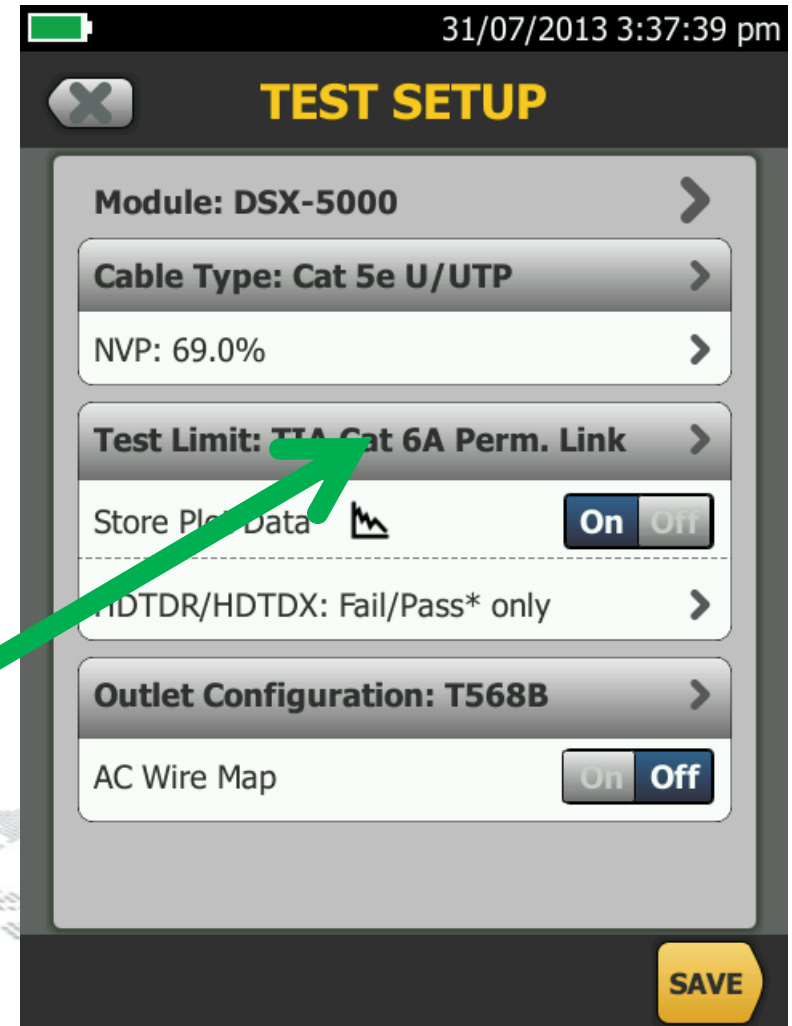 31/07/2013 3:37:39 pm
TEST SETUP
Module: DSX-5000
Cable Type: Cat 5e U/UTP
NVP: 69.0%
Test Limit: TIA Cat 6A Perm. Link
Store Plot Data On Off
HDTDR/HDTDX: Fail/Pass* only
Outlet Configuration: T568B
AC Wire Map On Off
SAVE